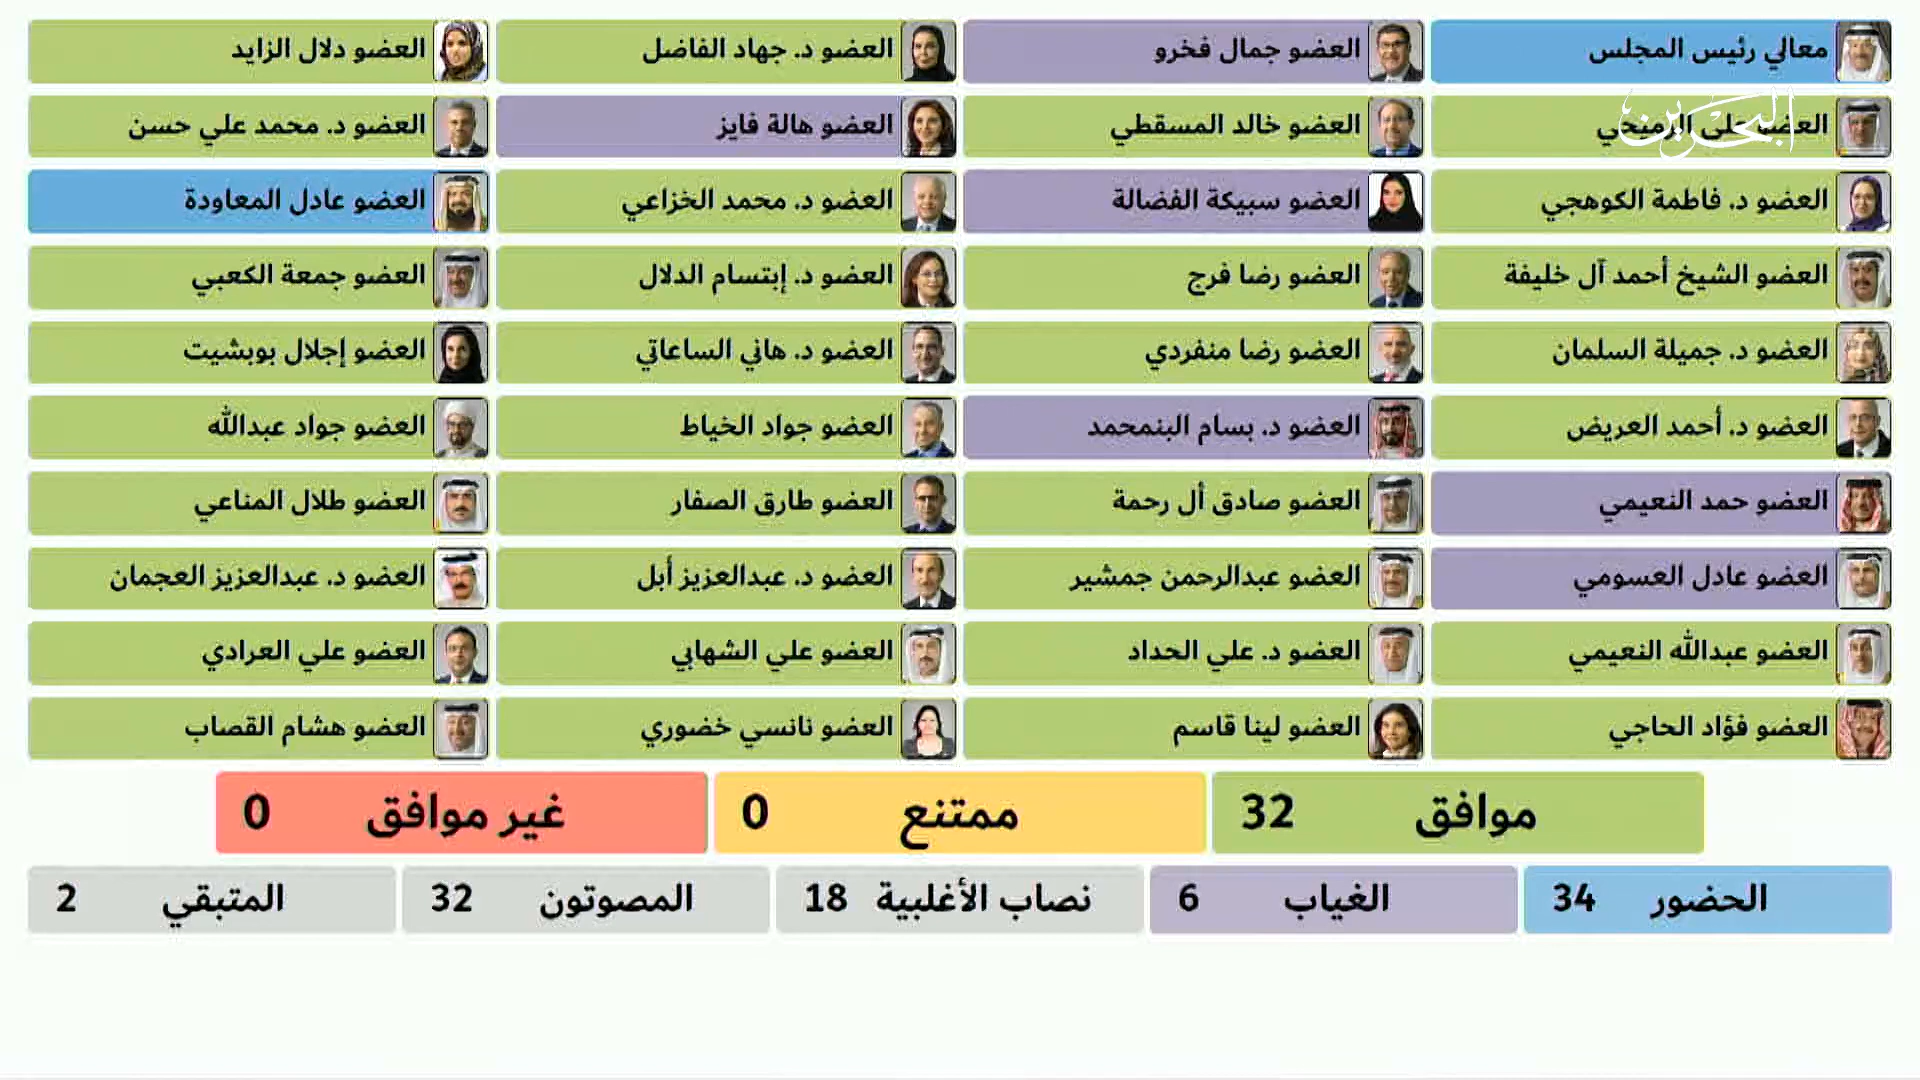 معالي رئيس المجلس العضو جمال فخرو العضو د. جهاد الفاضل العضو دلال الزايد
العضو علي الرميحي العضو خالد المسقطي العضو هالة فايز العضو د. محمد علي حسن
البحرين
العضو د. فاطمة الكوهجي العضو سبيكة الفضالة العضو د. محمد الخزاعي العضو عادل المعاودة
العضو الشيخ أحمد آل خليفة العضو رضا فرج العضو د. إبتسام الدلال العضو جمعة الكعبي
العضو د. جميلة السلمان العضو رضا منفردي العضو د. هاني الساعاتي العضو إجلال بوبشيت
العضو د. أحمد العريض العضو د. بسام البنمحمد العضو جواد الخياط العضو جواد عبدالله
العضو حمد النعيمي العضو صادق أل رحمة العضو طارق الصفار العضو طلال المناعي
العضو عادل العسومي العضو عبدالرحمن جمشير العضو د. عبدالعزيز أبل العضو د. عبدالعزيز العجمان
العضو عبدالله النعيمي العضو د. علي الحداد العضو علي الشهابي العضو علي العرادي
العضو فؤاد الحاجي العضو لينا قاسم العضو نانسي خضوري العضو هشام القصاب
موافق 32 ممتنع 0 غير موافق 0
الحضور 34 الغياب 6 نصاب الأغلبية 18 المصوتون 32 المتبقي 2